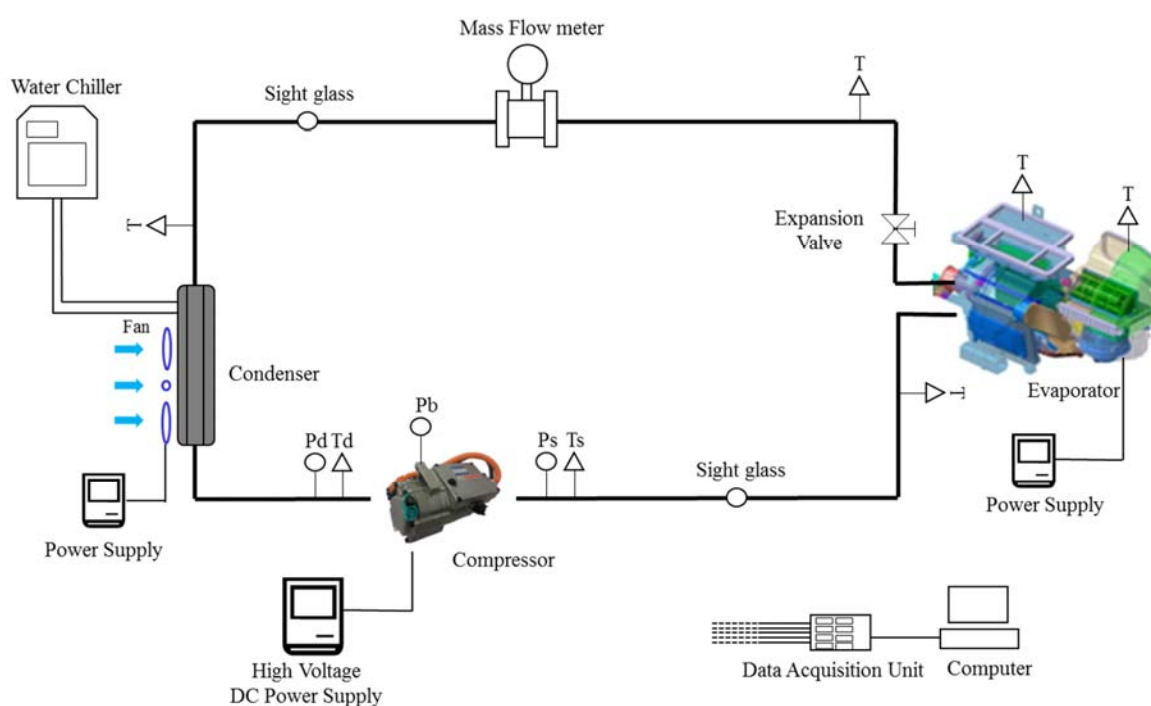 Mass Flow meter
Water Chiller
Sight glass
T
T
T
T
Expansion
Valve
Fan
Condenser
Evaporator
T
Pb
Pd
Td
Ps
Ts
Sight glass
Power Supply
Power Supply
Compressor
High Voltage
DC Power Supply
Data Acquisition Unit
Computer